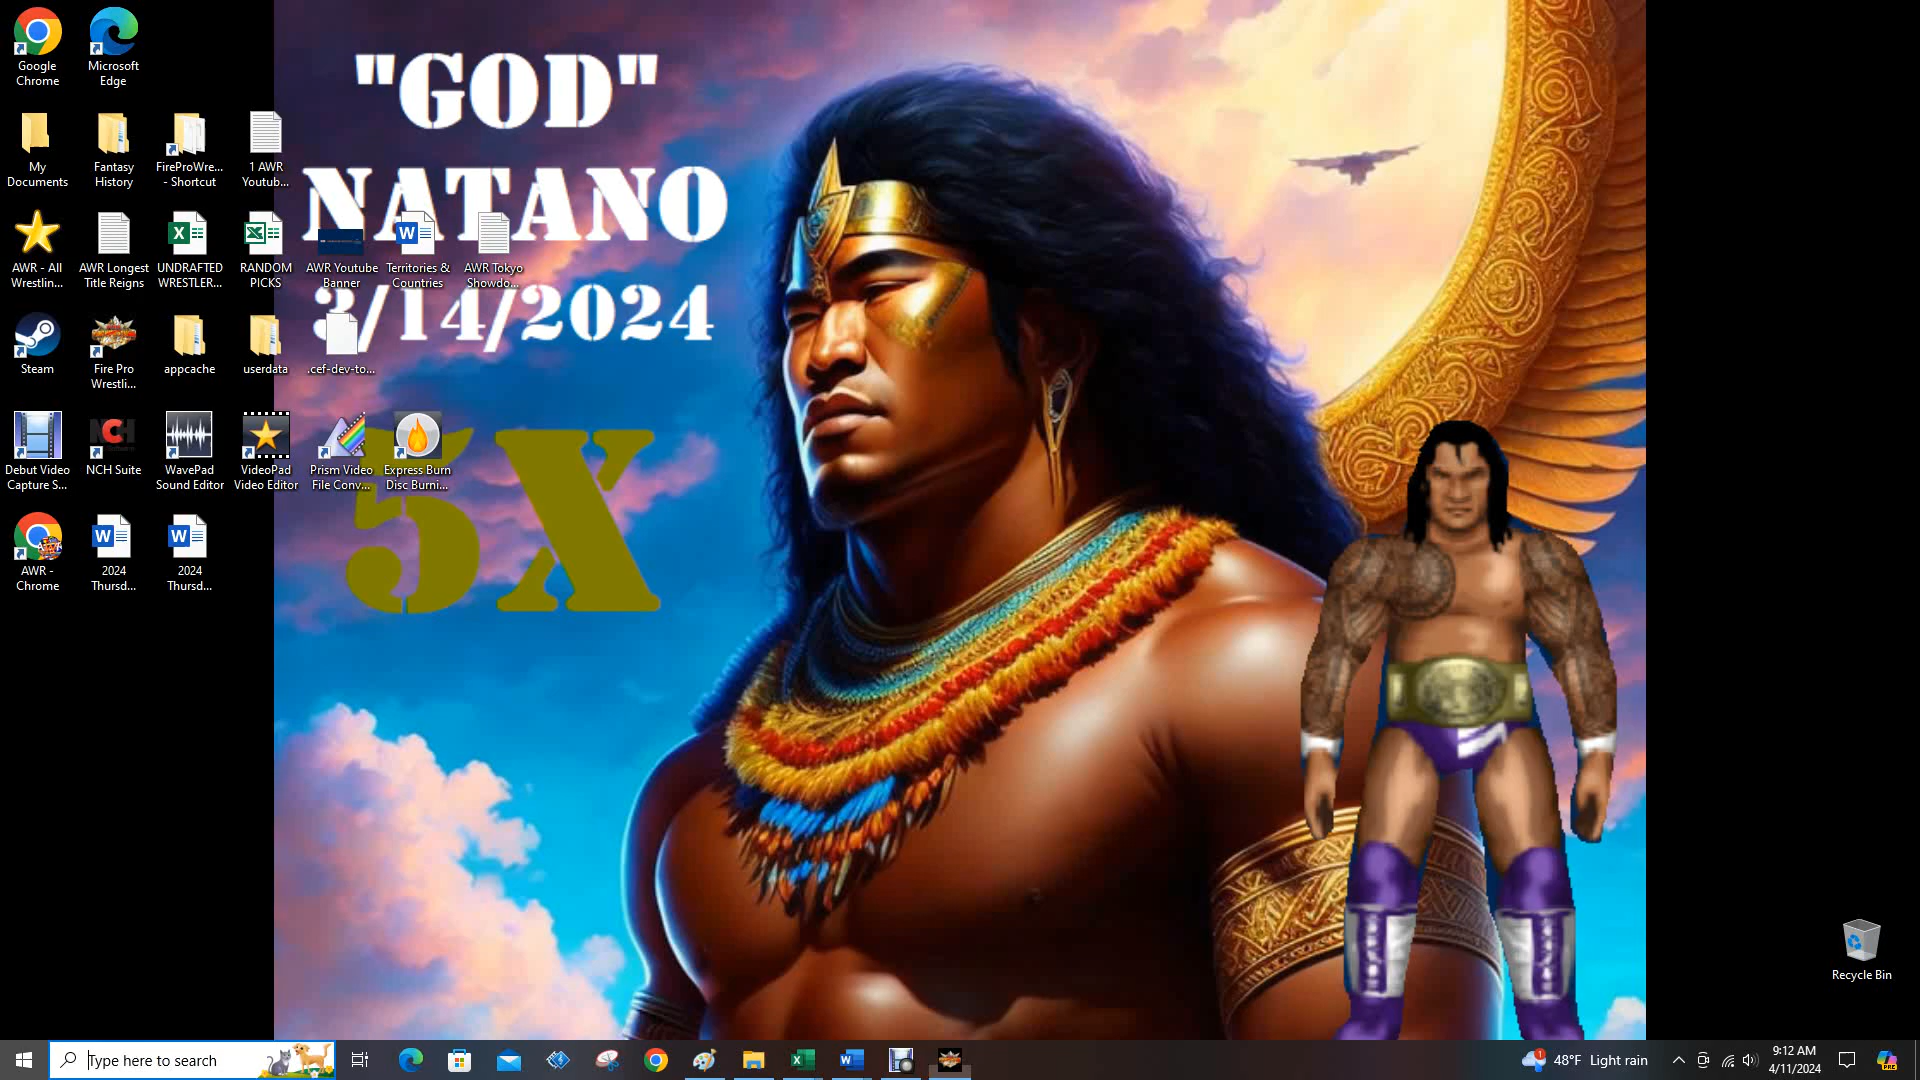 "GOD"
NATANO
3/14/2024
5X
Google
Chrome
Microsoft
Edge
My
Documents
Fantasy
History
FireProWre...
- Shortcut
1 AWR
Youtub...
AWR - All
Wrestlin...
AWR Longest
Title Reigns
UNDRAFTED
WRESTLER...
RANDOM
PICKS
AWR Youtube
Banner
Territories &
Countries
AWR Tokyo
Showdo...
Steam
Fire Pro
Wrestli...
appcache
userdata
.cef-dev-to...
Debut Video
Capture S...
NCH
NCH Suite
WavePad
Sound Editor
VideoPad
Video Editor
Prism Video
File Conv...
Express Burn
Disc Burni...
AWR -
Chrome
2024
Thursd...
2024
Thursd...
Recycle Bin
Type here to search
48°F Light rain
9:12 AM
4/11/2024